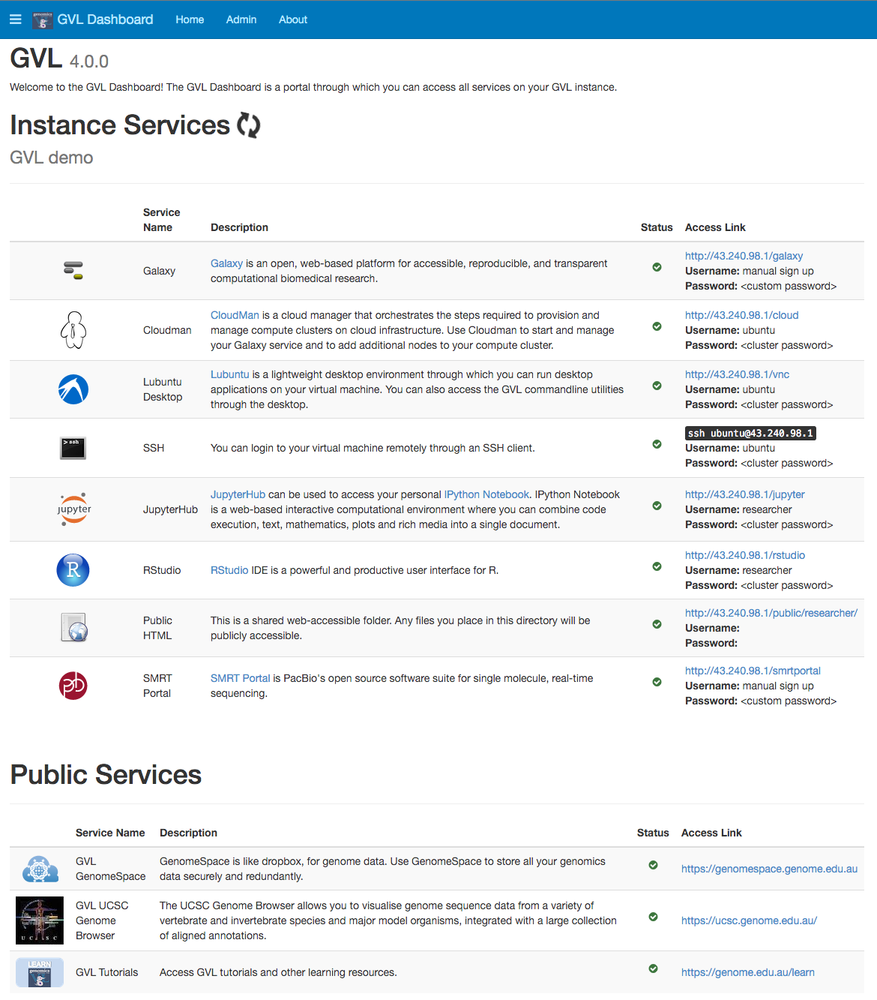 GVL Dashboard Home Admin About
GVL 4.0.0
Welcome to the GVL Dashboard! The GVL Dashboard is a portal through which you can access all services on your GVL instance.
Instance Services
GVL demo
Service
Name Description Status Access Link
Galaxy
Galaxy is an open, web-based platform for accessible, reproducible, and transparent
computational biomedical research.
http://43.240.98.1/galaxy
Username: manual sign up
Password: <custom password>
Cloudman
CloudMan is a cloud manager that orchestrates the steps required to provision and
manage compute clusters on cloud infrastructure. Use Cloudman to start and manage
your Galaxy service and to add additional nodes to your compute cluster.
http://43.240.98.1/cloud
Username: ubuntu
Password: <cluster password>
Lubuntu
Desktop
Lubuntu is a lightweight desktop environment through which you can run desktop
applications on your virtual machine. You can also access the GVL commandline utilities
through the desktop.
http://43.240.98.1/vnc
Username: ubuntu
Password: <cluster password>
> ssh
SSH
You can login to your virtual machine remotely through an SSH client.
ssh ubuntu@43.240.98.1
Username: ubuntu
Password: <cluster password>
jupyter
JupyterHub
JupyterHub can be used to access your personal IPython Notebook. IPython Notebook
is a web-based interactive computational environment where you can combine code
execution, text, mathematics, plots and rich media into a single document.
http://43.240.98.1/jupyter
Username: researcher
Password: <cluster password>
R
RStudio
RStudio IDE is a powerful and productive user interface for R.
http://43.240.98.1/rstudio
Username: researcher
Password: <cluster password>
Public
HTML
This is a shared web-accessible folder. Any files you place in this directory will be
publicly accessible.
http://43.240.98.1/public/researcher/
Username:
Password:
SMRT
Portal
SMRT Portal is PacBio's open source software suite for single molecule, real-time
sequencing.
http://43.240.98.1/smrtportal
Username: manual sign up
Password: <custom password>
Public Services
Service Name Description Status Access Link
GVL
GenomeSpace
GenomeSpace is like dropbox, for genome data. Use GenomeSpace to store all your genomics
data securely and redundantly.
https://genomespace.genome.edu.au
UCSC
GVL UCSC
Genome
Browser
The UCSC Genome Browser allows you to visualise genome sequence data from a variety of
vertebrate and invertebrate species and major model organisms, integrated with a large collection
of aligned annotations.
https://ucsc.genome.edu.au/
LEARN
genomics
GVL Tutorials
Access GVL tutorials and other learning resources.
https://genome.edu.au/learn